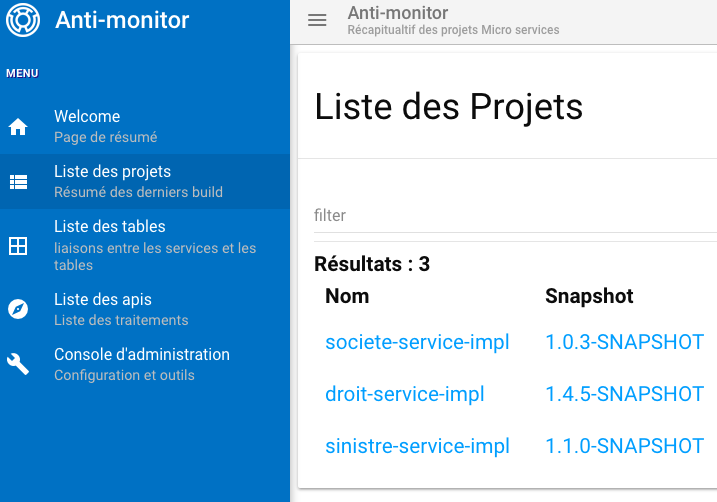 Anti-monitor
MENU
Welcome
Page de résumé
Liste des projets
Résumé des derniers build
Liste des tables
liaisons entre les services et les
tables
Liste des apis
Liste des traitements
Console d'administration
Configuration et outils
Anti-monitor
Récapitualtif des projets Micro services
Liste des Projets
filter
Résultats : 3
Nom Snapshot
societe-service-impl 1.0.3-SNAPSHOT
droit-service-impl 1.4.5-SNAPSHOT
sinistre-service-impl 1.1.0-SNAPSHOT